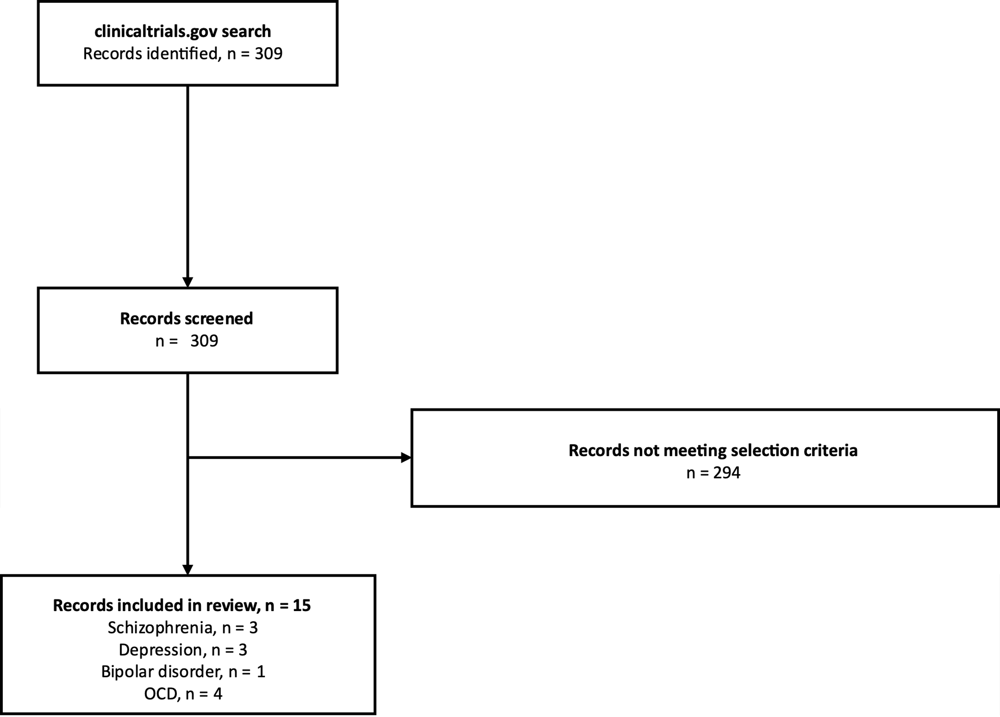 clinicaltrials.gov search
Records identified, n = 309
Records screened
n = 309
Records not meeting selection criteria
n = 294
Records included in review, n = 15
Schizophrenia, n = 3
Depression, n = 3
Bipolar disorder, n = 1
OCD, n = 4